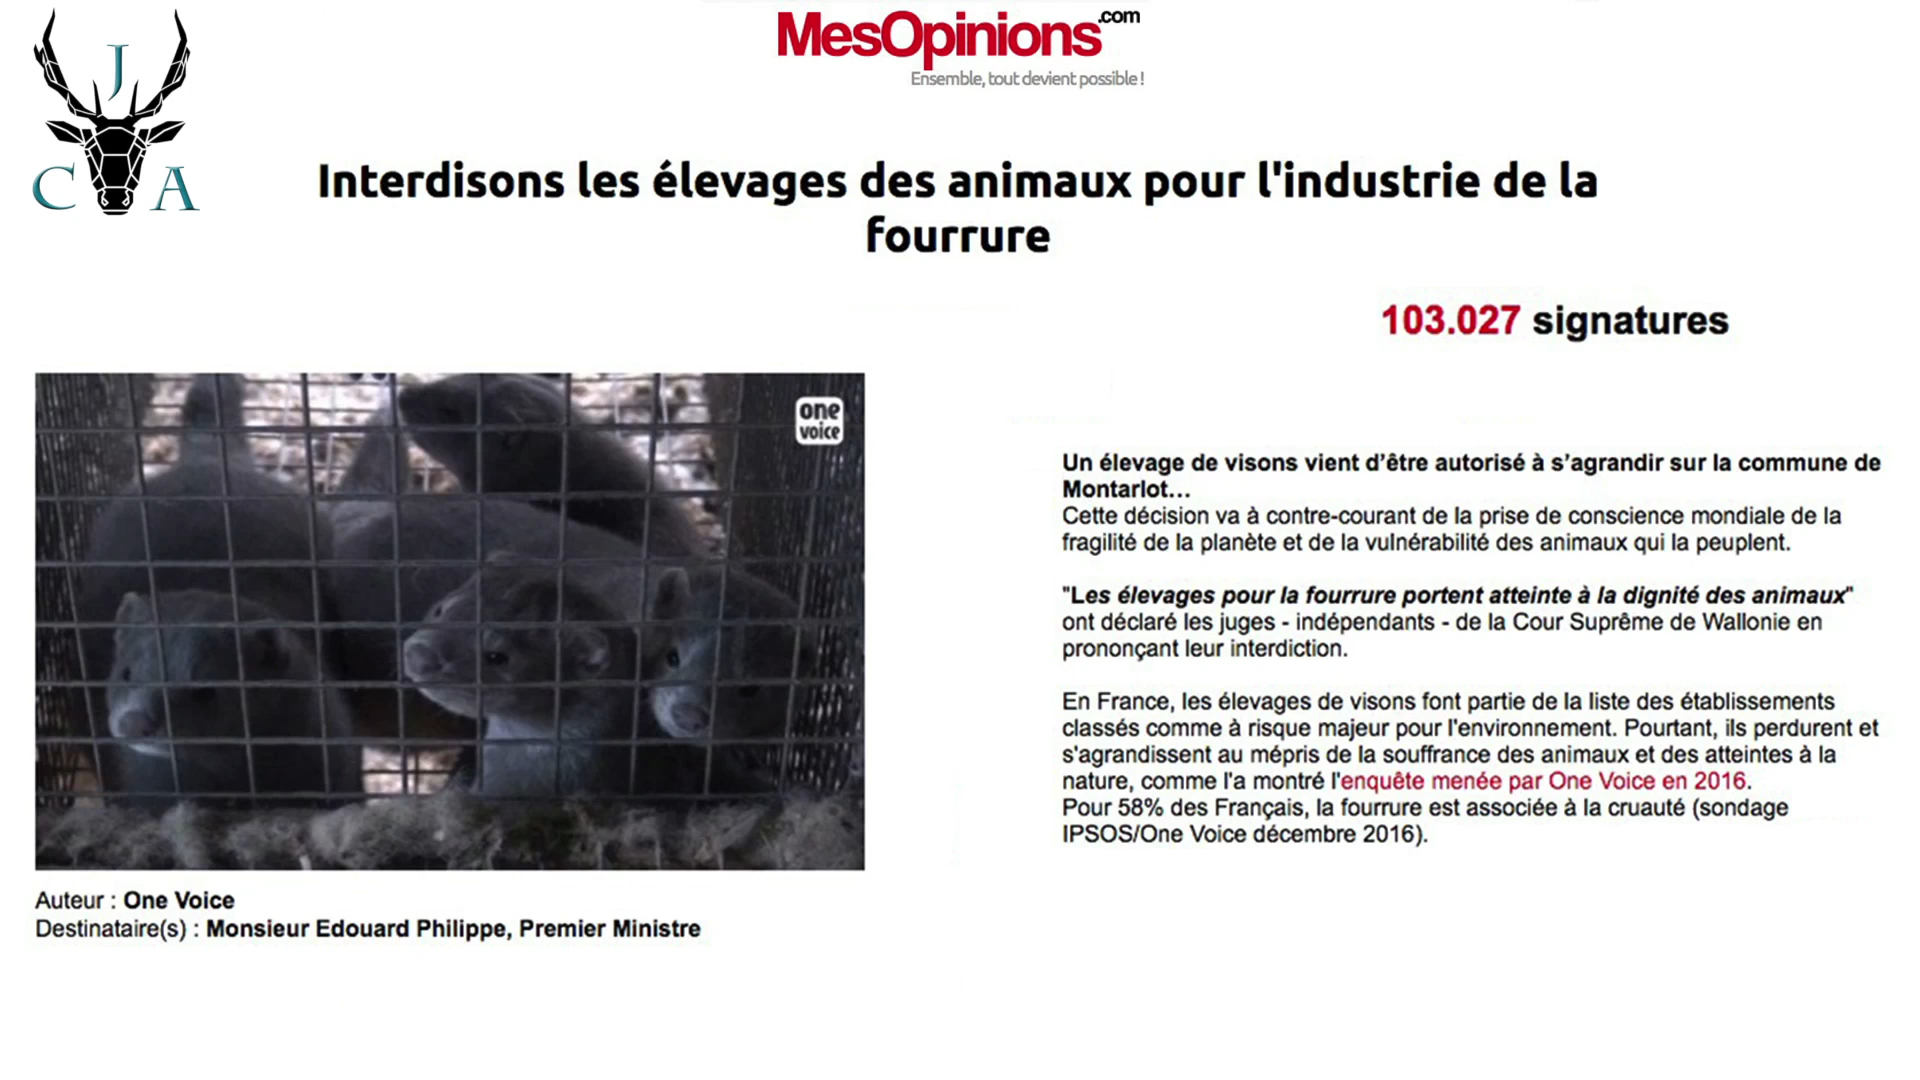 J
C A
MesOpinions.com
Ensemble, tout devient possible !
Interdisons les élevages des animaux pour l'industrie de la
fourrure
103.027 signatures
one
voice
Auteur : One Voice
Destinataire(s) : Monsieur Edouard Philippe, Premier Ministre
Un élevage de visons vient d’être autorisé à s’agrandir sur la commune de
Montarlot…
Cette décision va à contre-courant de la prise de conscience mondiale de la
fragilité de la planète et de la vulnérabilité des animaux qui la peuplent.
"Les élevages pour la fourrure portent atteinte à la dignité des animaux"
ont déclaré les juges - indépendants - de la Cour Suprême de Wallonie en
prononçant leur interdiction.
En France, les élevages de visons font partie de la liste des établissements
classés comme à risque majeur pour l'environnement. Pourtant, ils perdurent et
s'agrandissent au mépris de la souffrance des animaux et des atteintes à la
nature, comme l'a montré l'enquête menée par One Voice en 2016.
Pour 58% des Français, la fourrure est associée à la cruauté (sondage
IPSOS/One Voice décembre 2016).